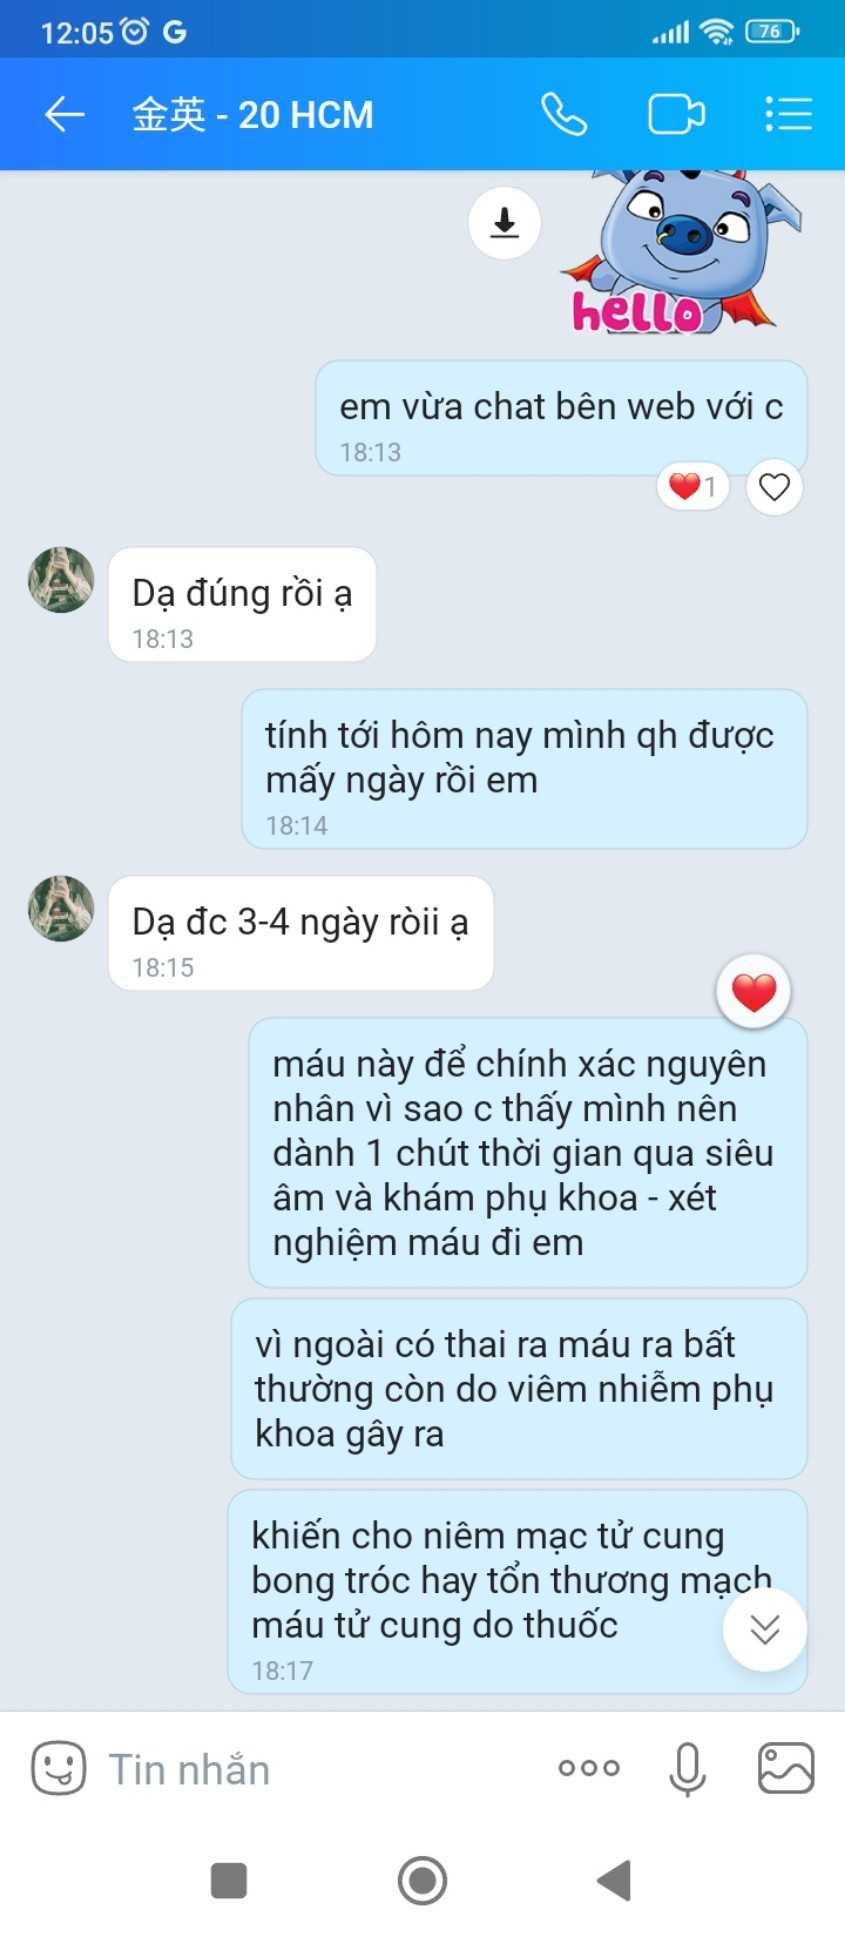 12:05 G 76
金英 - 20 HCM
hello
em vừa chat bên web với c
18:13
1
Dạ đúng rồi ạ
18:13
tính tới hôm nay mình qh được
mấy ngày rồi em
18:14
Dạ đc 3-4 ngày ròii ạ
18:15
máu này để chính xác nguyên
nhân vì sao c thấy mình nên
dành 1 chút thời gian qua siêu
âm và khám phụ khoa - xét
nghiệm máu đi em
vì ngoài có thai ra máu ra bất
thường còn do viêm nhiễm phụ
khoa gây ra
khiến cho niêm mạc tử cung
bong tróc hay tổn thương mạch
máu tử cung do thuốc
18:17
Tin nhắn